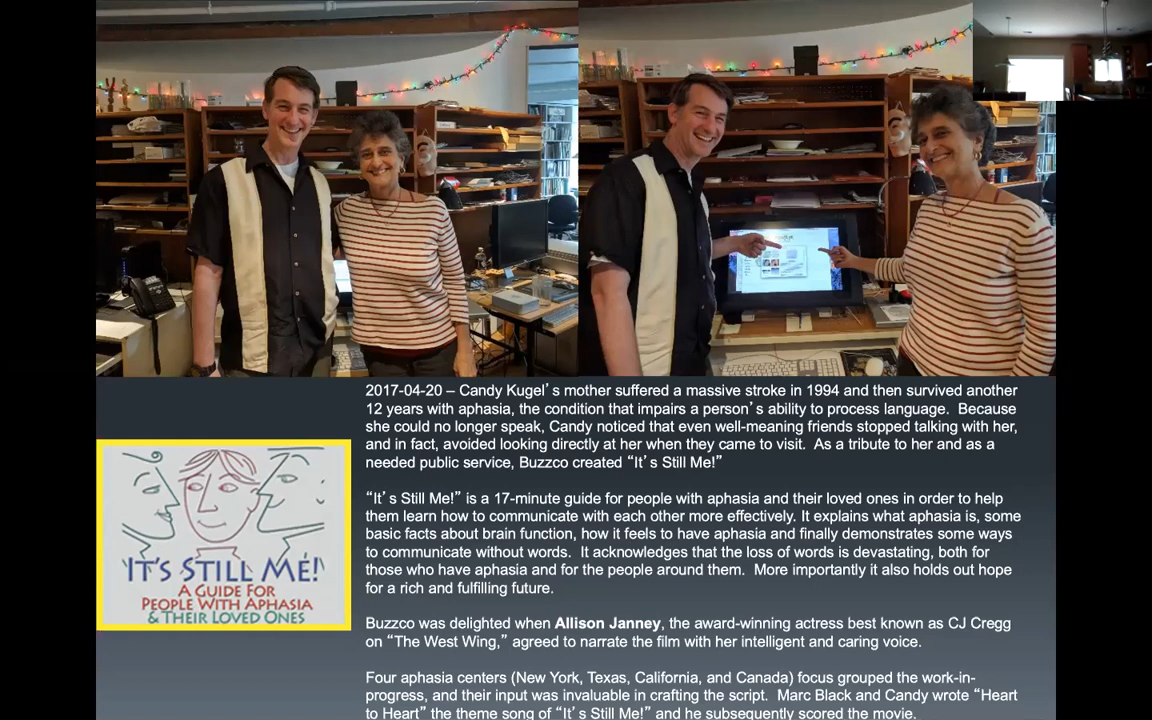 2017-04-20 – Candy Kugel's mother suffered a massive stroke in 1994 and then survived another
12 years with aphasia, the condition that impairs a person's ability to process language.  Because
she could no longer speak, Candy noticed that even well-meaning friends stopped talking with her,
and in fact, avoided looking directly at her when they came to visit.  As a tribute to her and as a
needed public service, Buzzco created “It's Still Me!”
“It's Still Me!” is a 17-minute guide for people with aphasia and their loved ones in order to help
them learn how to communicate with each other more effectively. It explains what aphasia is, some
basic facts about brain function, how it feels to have aphasia and finally demonstrates some ways
to communicate without words.  It acknowledges that the loss of words is devastating, both for
those who have aphasia and for the people around them.  More importantly it also holds out hope
for a rich and fulfilling future.
Buzzco was delighted when Allison Janney, the award-winning actress best known as CJ Cregg
on “The West Wing,” agreed to narrate the film with her intelligent and caring voice.
Four aphasia centers (New York, Texas, California, and Canada) focus grouped the work-in-
progress, and their input was invaluable in crafting the script.  Marc Black and Candy wrote “Heart
to Heart” the theme song of “It's Still Me!” and he subsequently scored the movie.
IT'S STILL ME!
A GUIDE FOR
PEOPLE WITH APHASIA
& THEIR LOVED ONES